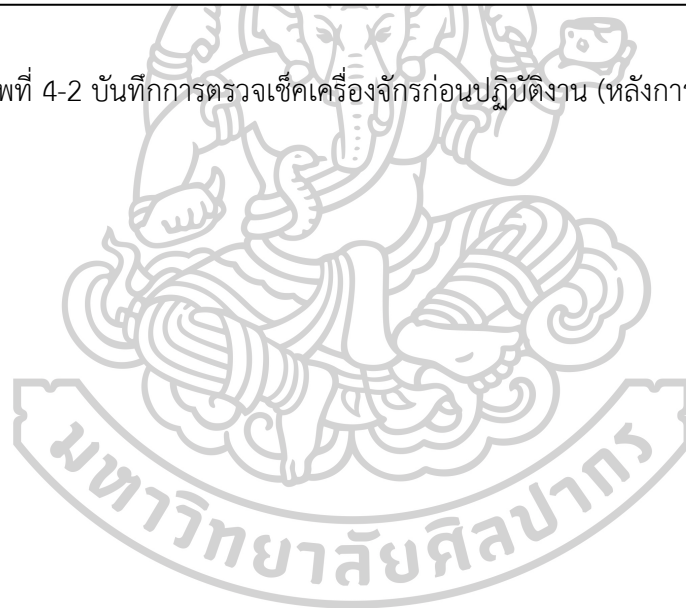 พที่ 4-2 บันทึกการตรวจเช็คเครื่องจักรก่อนปฏิบัติงาน (หลังการ
มหาวิทยาลัยศิลปากร